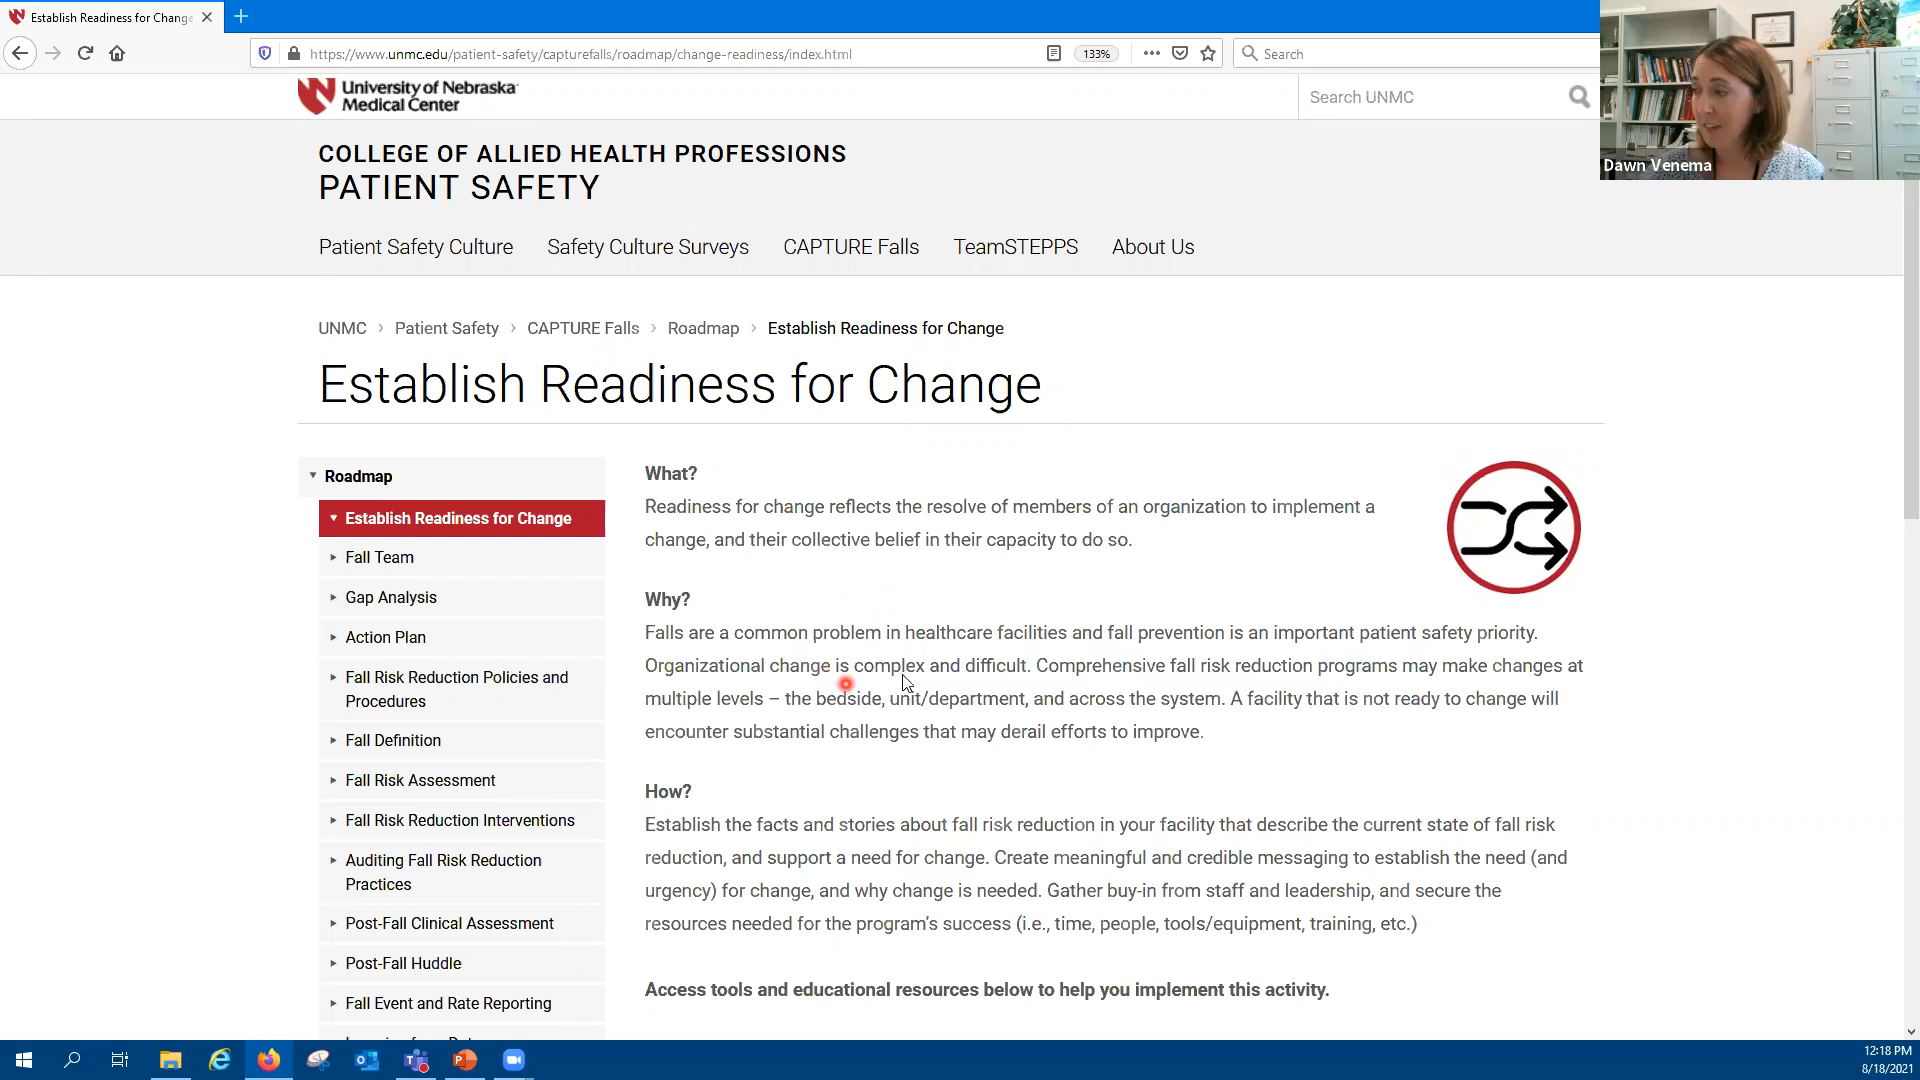 Establish Readiness for Change
https://www.unmc.edu/patient-safety/capturefalls/roadmap/change-readiness/index.html
133%
Search
University of Nebraska
Medical Center
Search UNMC
Dawn Venema
COLLEGE OF ALLIED HEALTH PROFESSIONS
PATIENT SAFETY
Patient Safety Culture
Safety Culture Surveys
CAPTURE Falls
TeamSTEPPS
About Us
UNMC > Patient Safety > CAPTURE Falls > Roadmap > Establish Readiness for Change
Establish Readiness for Change
Roadmap
Establish Readiness for Change
Fall Team
Gap Analysis
Action Plan
Fall Risk Reduction Policies and
Procedures
Fall Definition
Fall Risk Assessment
Fall Risk Reduction Interventions
Auditing Fall Risk Reduction
Practices
Post-Fall Clinical Assessment
Post-Fall Huddle
Fall Event and Rate Reporting
What?
Readiness for change reflects the resolve of members of an organization to implement a
change, and their collective belief in their capacity to do so.
Why?
Falls are a common problem in healthcare facilities and fall prevention is an important patient safety priority.
Organizational change is complex and difficult. Comprehensive fall risk reduction programs may make changes at
multiple levels – the bedside, unit/department, and across the system. A facility that is not ready to change will
encounter substantial challenges that may derail efforts to improve.
How?
Establish the facts and stories about fall risk reduction in your facility that describe the current state of fall risk
reduction, and support a need for change. Create meaningful and credible messaging to establish the need (and
urgency) for change, and why change is needed. Gather buy-in from staff and leadership, and secure the
resources needed for the program's success (i.e., time, people, tools/equipment, training, etc.)
Access tools and educational resources below to help you implement this activity.
12:18 PM
8/18/2021